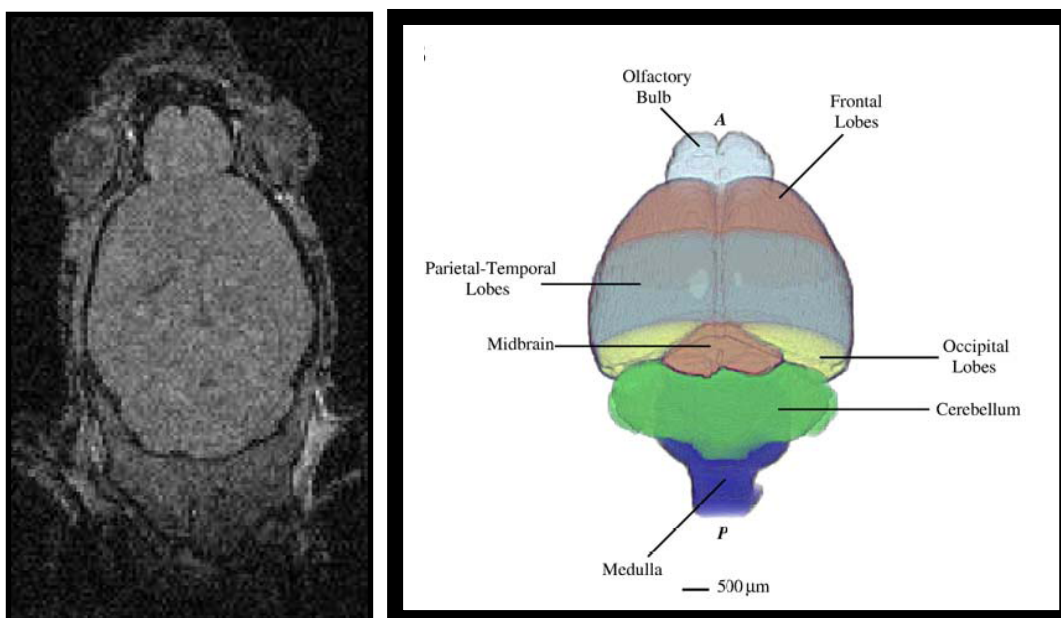 Olfactory
Bulb
A
Frontal
Lobes
Parietal-Temporal
Lobes
Midbrain
Occipital
Lobes
Cerebellum
P
Medulla
500 μm